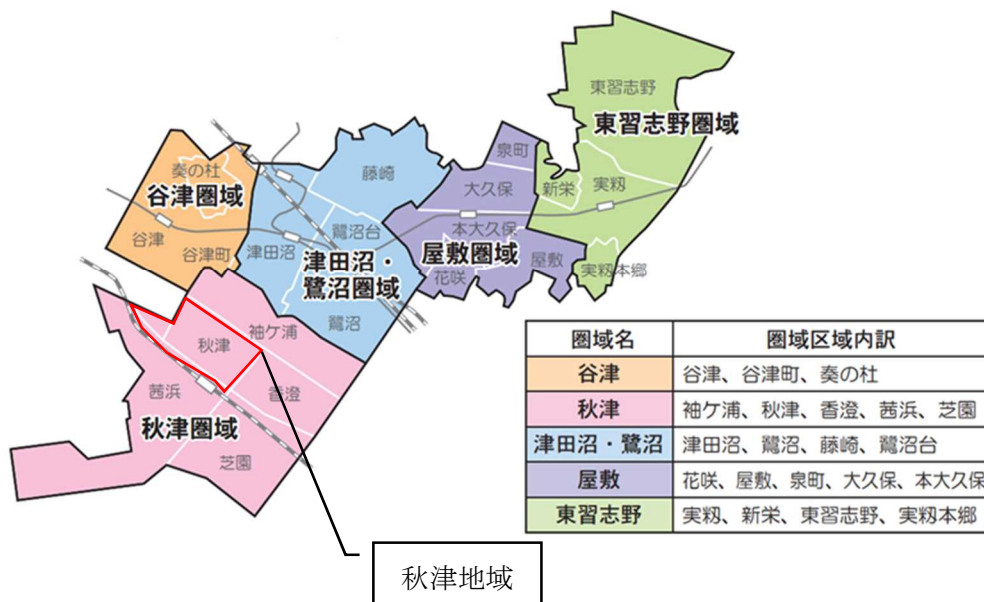 東習志野
東習志野圏域
泉町
奏の杜
藤崎
大久保
新栄
実籾
谷津圏域
鷺沼台
本大久保
谷津
谷津町
津田沼
津田沼・
鷺沼圏域
屋敷圏域
屋敷
花咲
実籾本郷
鷺沼
袖ケ浦
秋津
茜浜
香澄
秋津圏域
芝園
圏域名 圏域区域内訳
谷津 谷津、谷津町、奏の杜
秋津 袖ケ浦、秋津、香澄、茜浜、芝園
津田沼・鷺沼 津田沼、鷺沼、藤崎、鷺沼台
屋敷 花咲、屋敷、泉町、大久保、本大久保
東習志野 実籾、新栄、東習志野、実籾本郷
秋津地域